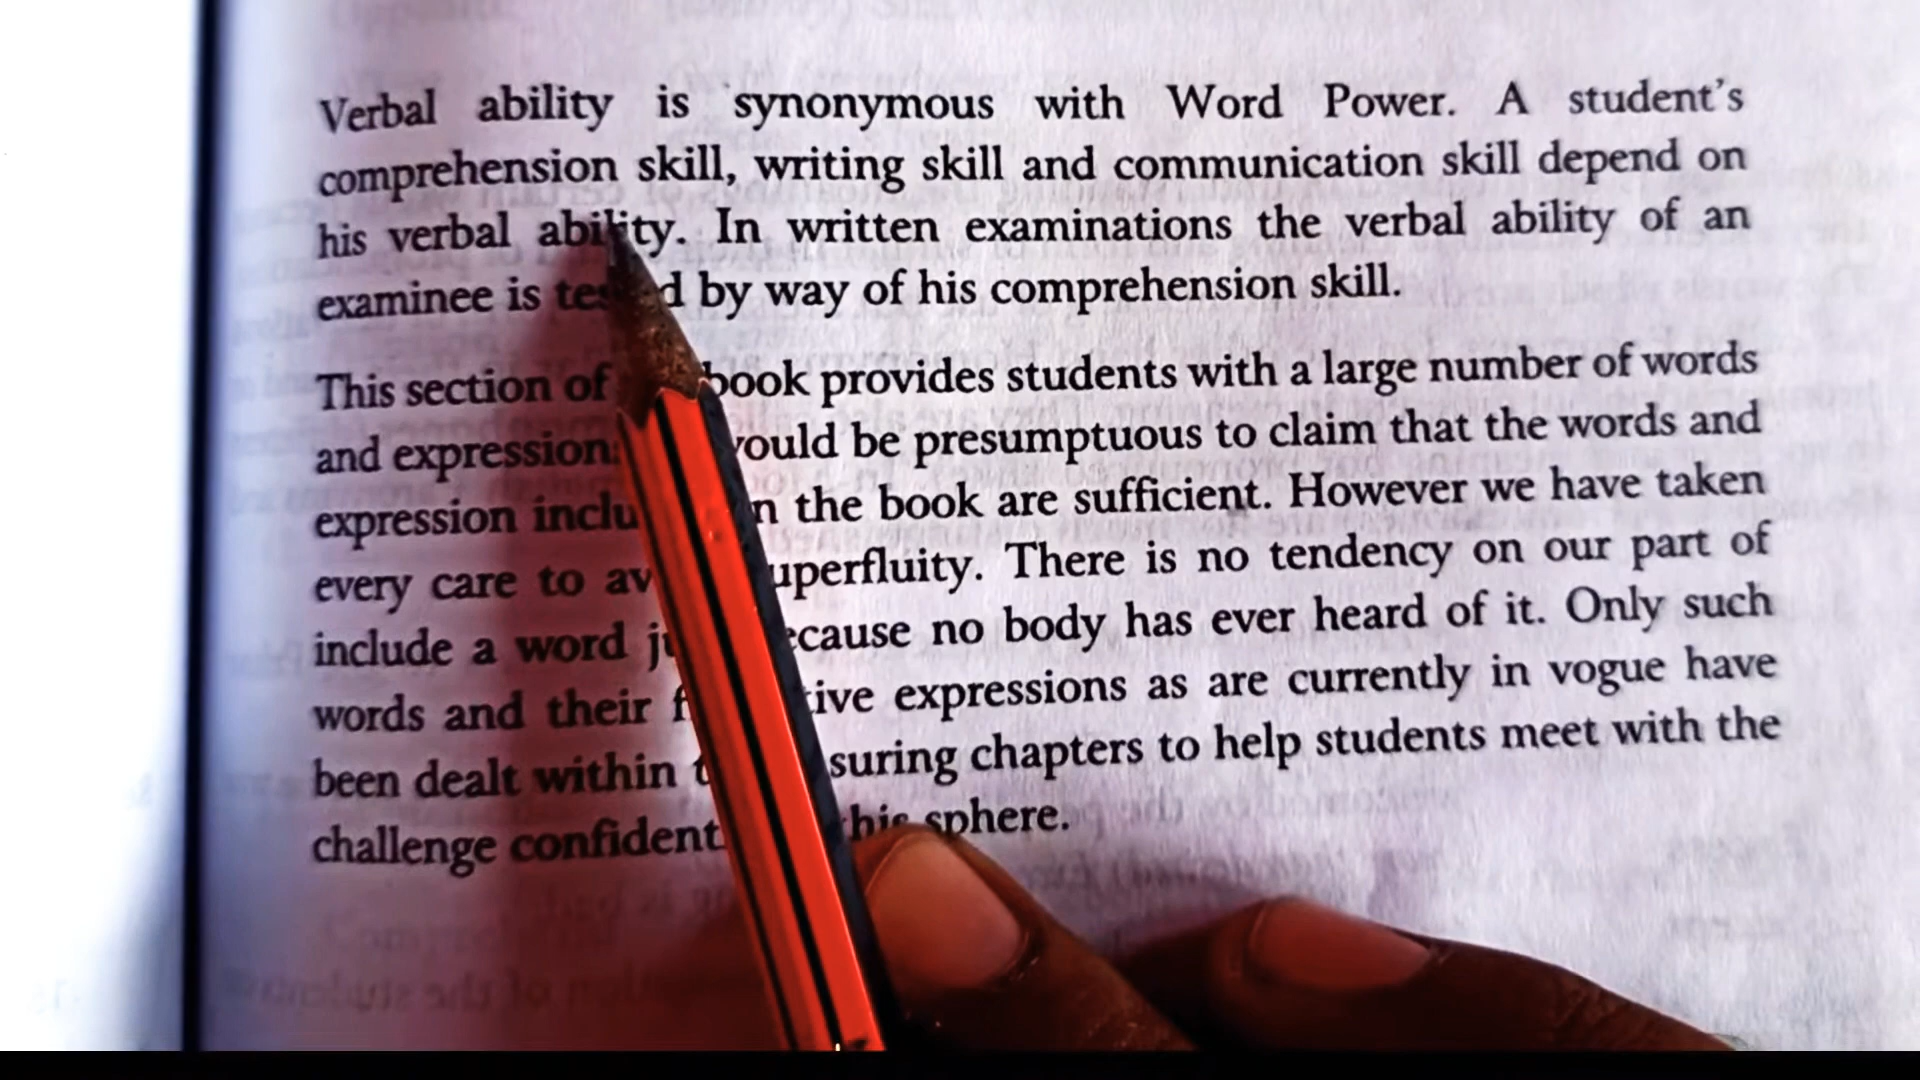 Verbal ability is synonymous with Word Power. A student's
comprehension skill, writing skill and communication skill depend on
his verbal ability. In written examinations the verbal ability of an
examinee is by way of his comprehension skill.
This section of book provides students with a large number of words
and be presumptuous to claim that the words and
expression the book are sufficient. However we have taken
every care to There is no tendency on our part of
include a word no body has ever heard of it. Only such
words and their expressions as are currently in vogue have
been dealt within chapters to help students meet with the
challenge sphere.